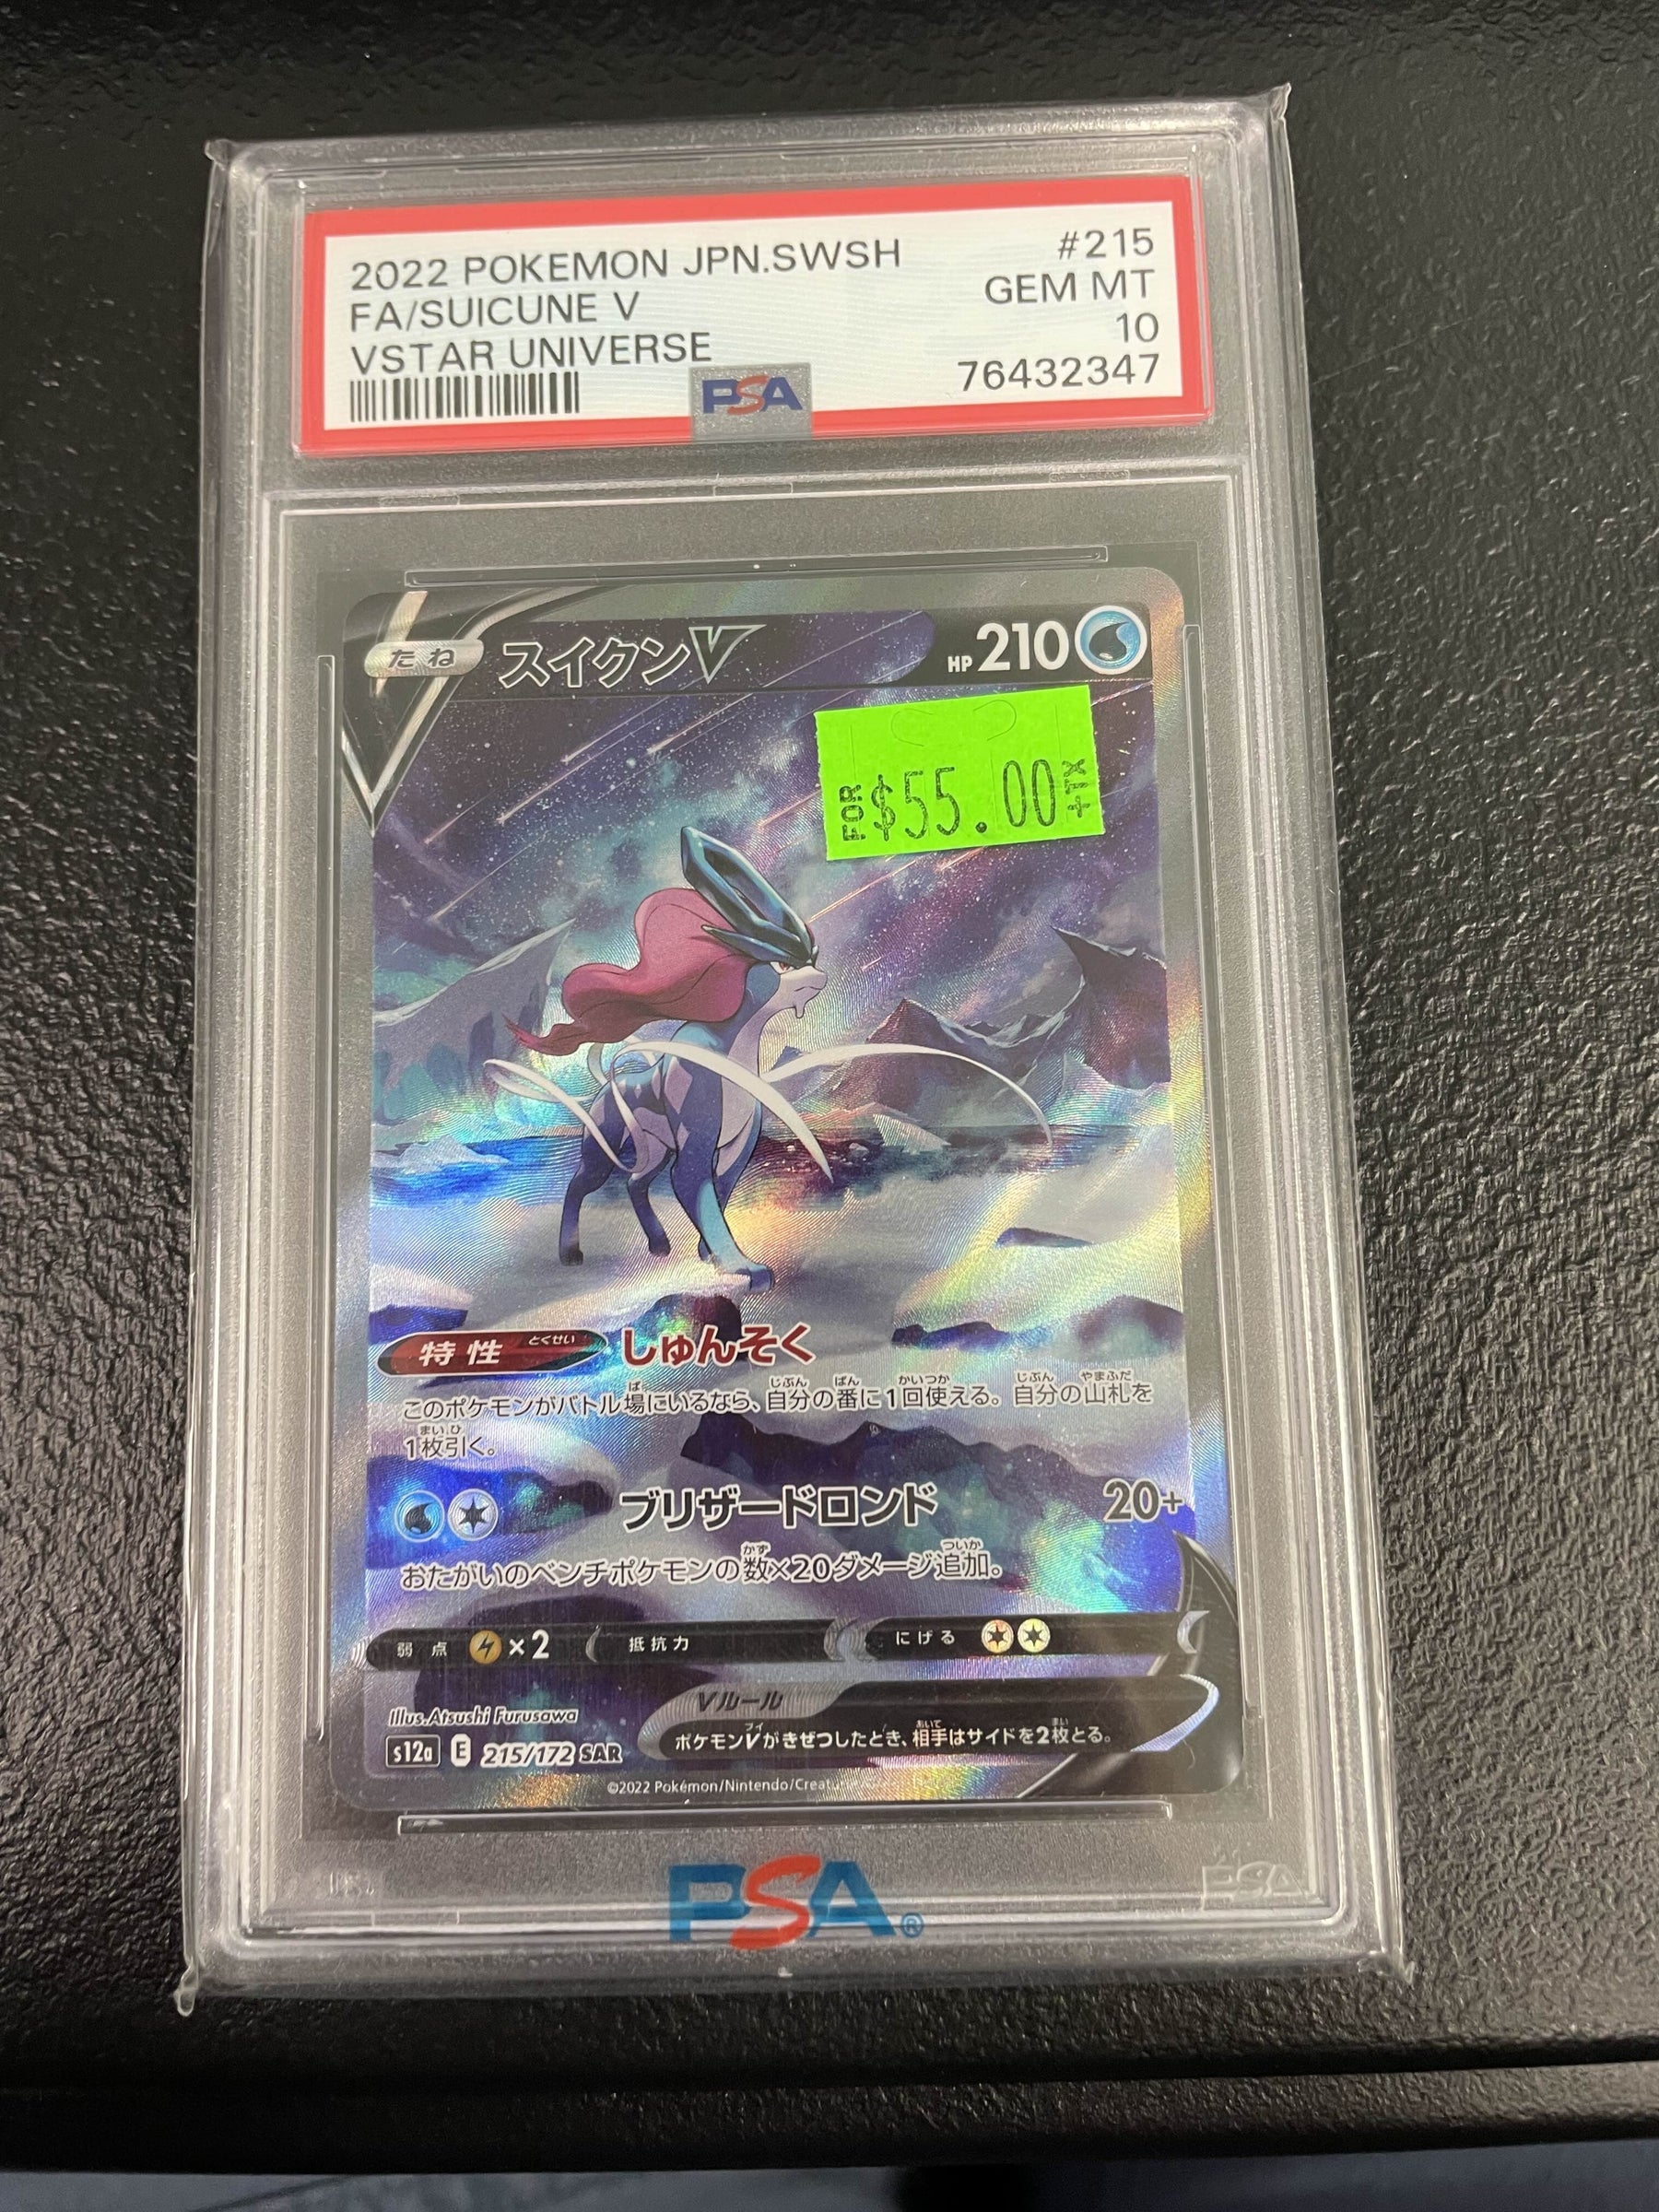 2022 POKEMON JPN.SWSH #215
FA/SUICUNE V GEM MT
VSTAR UNIVERSE 10
PSA 76432347
たね スイクンV HP 210
FOR $55.00 +TX
特性 とくせい しゅんそく
このポケモンがバトル場にいるなら、自分の番に1回使える。自分の山札を
1枚引く。
ブリザードロンド 20+
おたがいのベンチポケモンの数×20ダメージ追加。
弱点 ×2 抵抗力 にげる
Vルール
Illus.Atsushi Furusawa
ポケモンVがきぜつしたとき、相手はサイドを2枚とる。
s12a E 215/172 SAR
©2022 Pokémon/Nintendo/Creat
PSA®
PSA